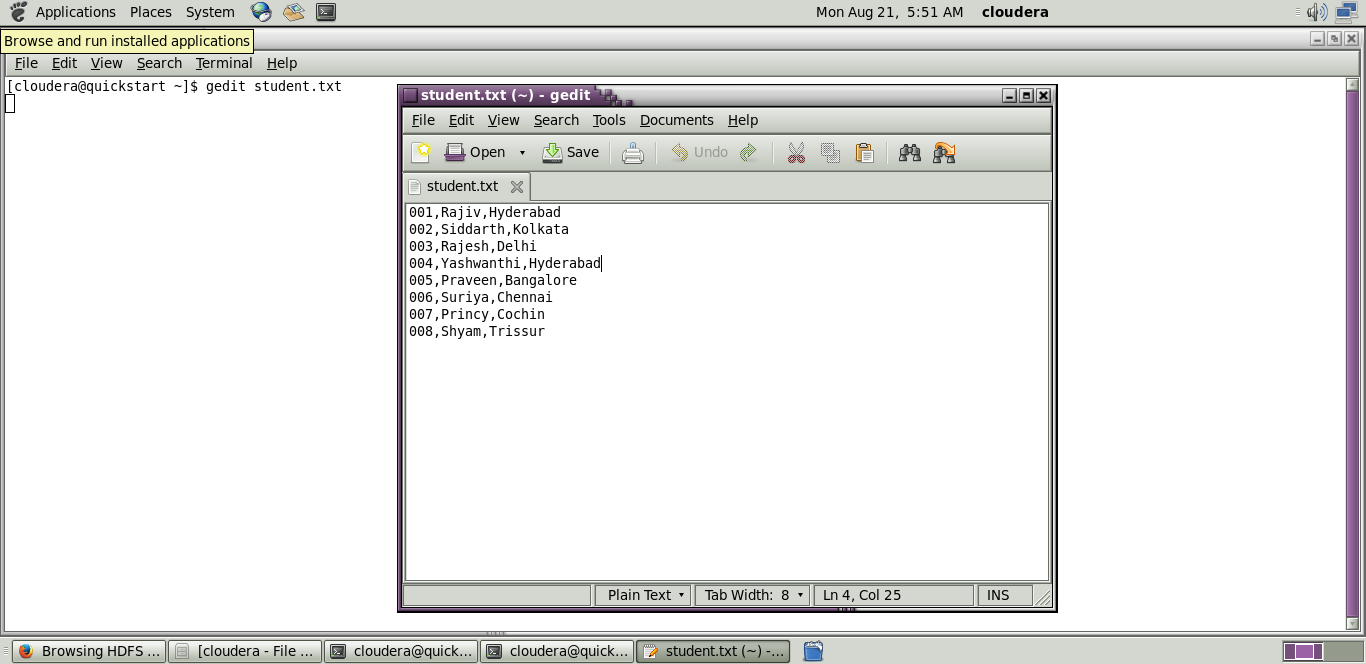 Applications Places System Mon Aug 21, 5:51 AM cloudera
Browse and run installed applications
File Edit View Search Terminal Help
[cloudera@quickstart ~]$ gedit student.txt
student.txt (~) - gedit
File Edit View Search Tools Documents Help
Open Save Undo
student.txt
001,Rajiv,Hyderabad
002,Siddarth,Kolkata
003,Rajesh,Delhi
004,Yashwanthi,Hyderabad
005,Praveen,Bangalore
006,Suriya,Chennai
007,Princy,Cochin
008,Shyam,Trissur
Plain Text Tab Width: 8 Ln 4, Col 25 INS
Browsing HDFS ... [cloudera - File ... cloudera@quick... cloudera@quick... student.txt (~) -...